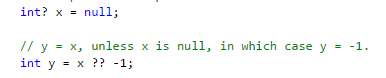 int? x = null;
// y = x, unless x is null, in which case y = -1.
int y = x ?? -1;